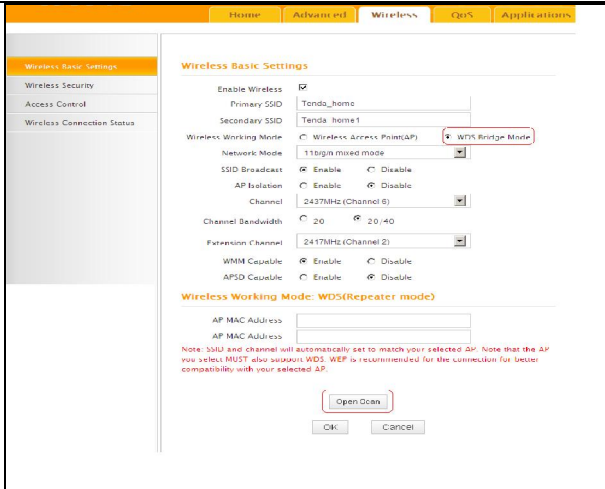 Home Advanced Wireless QoS Applications
Wireless Basic Settings
Wireless Security
Access Control
Wireless Connection Status
Wireless Basic Settings
Enable Wireless
Primary SSID Tenda_home
Secondary SSID Tenda_home1
Wireless Working Mode Wireless Access Point(AP) WDS Bridge Mode
Network Mode 11b/g/n mixed mode
SSID Broadcast Enable Disable
AP Isolation Enable Disable
Channel 2437MHz (Channel 6)
Channel Bandwidth 20 20/40
Extension Channel 2417MHz (Channel 2)
WMM Capable Enable Disable
APSD Capable Enable Disable
Wireless Working Mode: WDS(Repeater mode)
AP MAC Address
AP MAC Address
Note: SSID and channel will automatically set to match your selected AP. Note that the AP
you select MUST also support WDS. WEP is recommended for the connection for better
compatibility with your selected AP.
Open Scan
OK Cancel